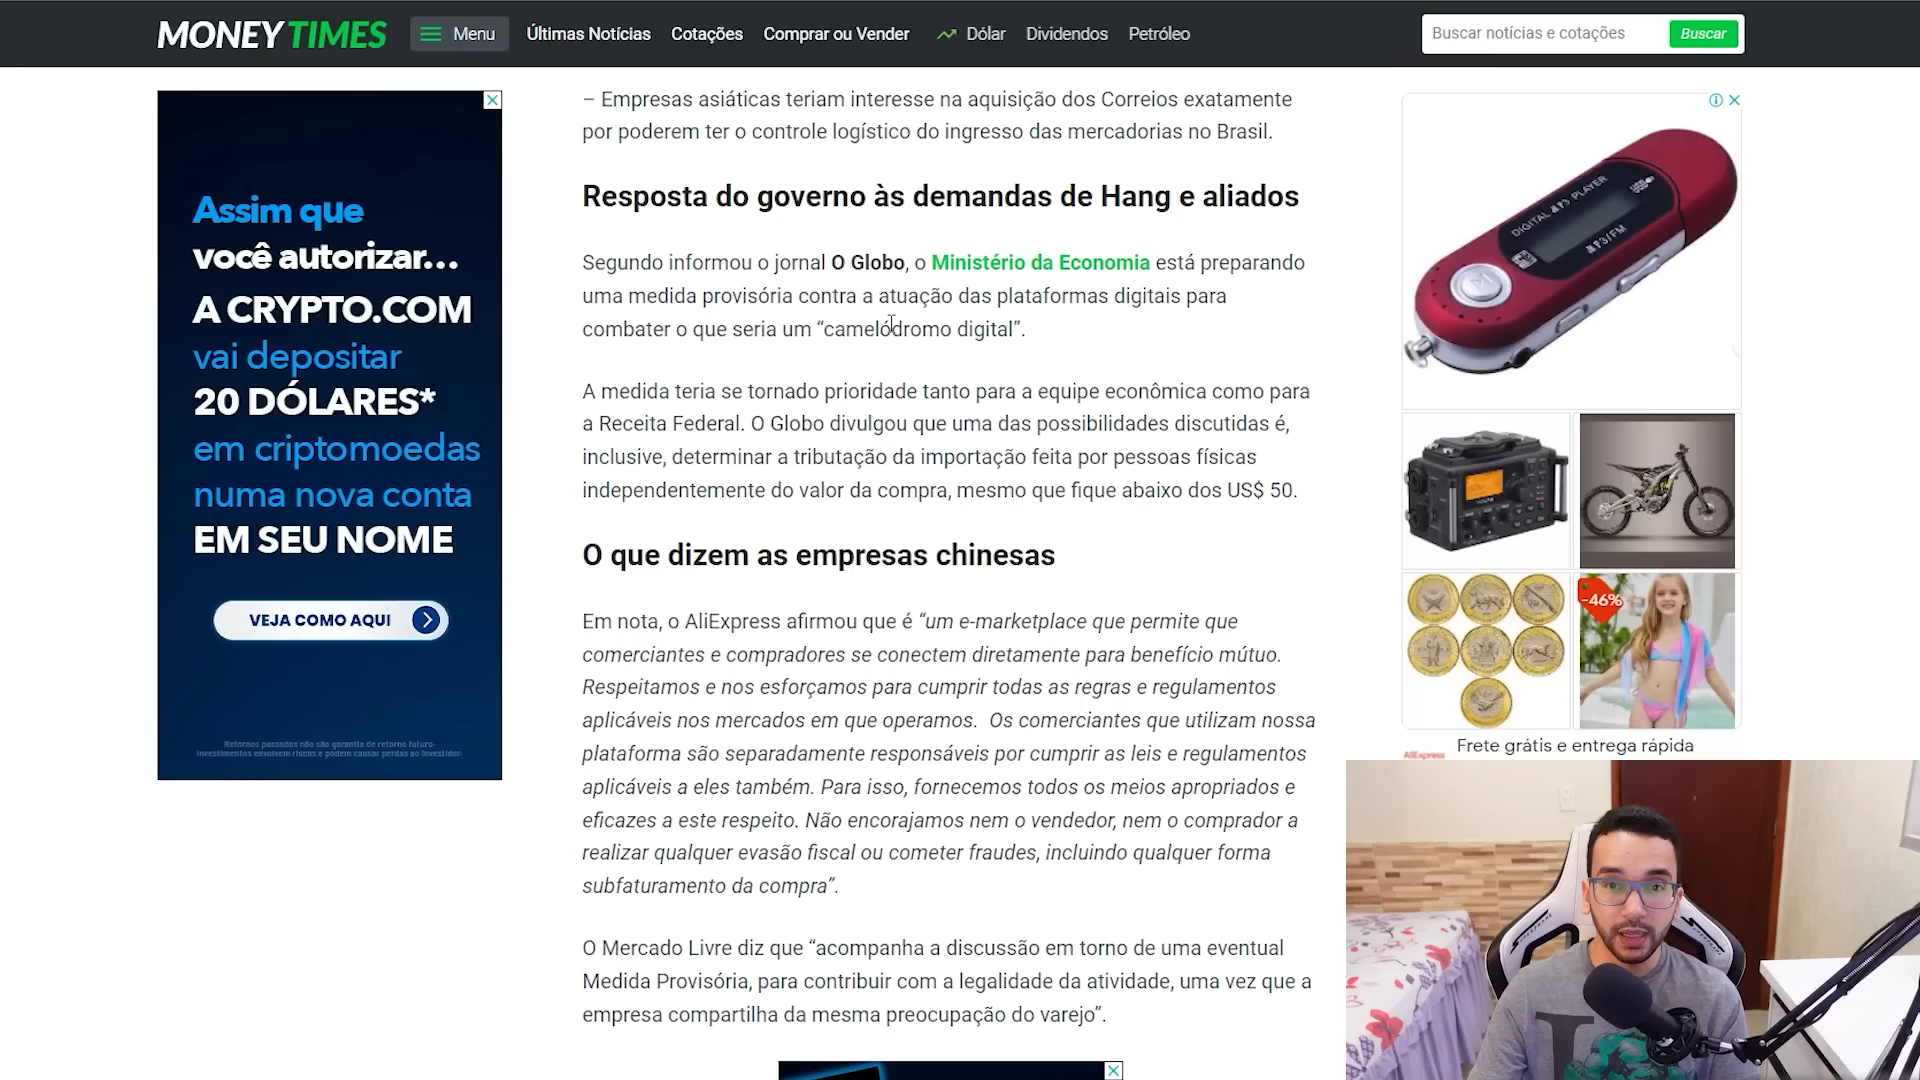 MONEY TIMES
Menu
Últimas Notícias
Cotações
Comprar ou Vender
Dólar
Dividendos
Petróleo
Buscar notícias e cotações
Buscar
Assim que
você autorizar...
A CRYPTO.COM
vai depositar
20 DÓLARES*
em criptomoedas
numa nova conta
EM SEU NOME
VEJA COMO AQUI
Retornos passados não são garantia de retorno futuro.
Investimentos envolvem riscos e podem causar perdas ao investidor.
– Empresas asiáticas teriam interesse na aquisição dos Correios exatamente
por poderem ter o controle logístico do ingresso das mercadorias no Brasil.
Resposta do governo às demandas de Hang e aliados
Segundo informou o jornal O Globo, o Ministério da Economia está preparando
uma medida provisória contra a atuação das plataformas digitais para
combater o que seria um “camelódromo digital”.
A medida teria se tornado prioridade tanto para a equipe econômica como para
a Receita Federal. O Globo divulgou que uma das possibilidades discutidas é,
inclusive, determinar a tributação da importação feita por pessoas físicas
independentemente do valor da compra, mesmo que fique abaixo dos US$ 50.
O que dizem as empresas chinesas
Em nota, o AliExpress afirmou que é “um e-marketplace que permite que
comerciantes e compradores se conectem diretamente para benefício mútuo.
Respeitamos e nos esforçamos para cumprir todas as regras e regulamentos
aplicáveis nos mercados em que operamos.  Os comerciantes que utilizam nossa
plataforma são separadamente responsáveis por cumprir as leis e regulamentos
aplicáveis a eles também. Para isso, fornecemos todos os meios apropriados e
eficazes a este respeito. Não encorajamos nem o vendedor, nem o comprador a
realizar qualquer evasão fiscal ou cometer fraudes, incluindo qualquer forma
subfaturamento da compra”.
O Mercado Livre diz que “acompanha a discussão em torno de uma eventual
Medida Provisória, para contribuir com a legalidade da atividade, uma vez que a
empresa compartilha da mesma preocupação do varejo”.
DIGITAL MP3 PLAYER
MP3/FM
-46%
AliExpress
Frete grátis e entrega rápida